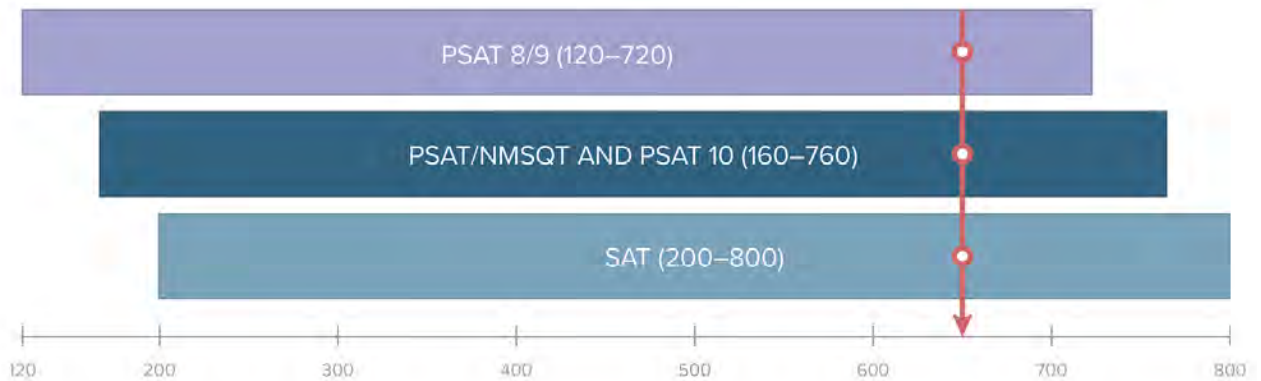 PSAT 8/9 (120–720)
PSAT/NMSQT AND PSAT 10 (160–760)
SAT (200–800)
120 200 300 400 500 600 700 800